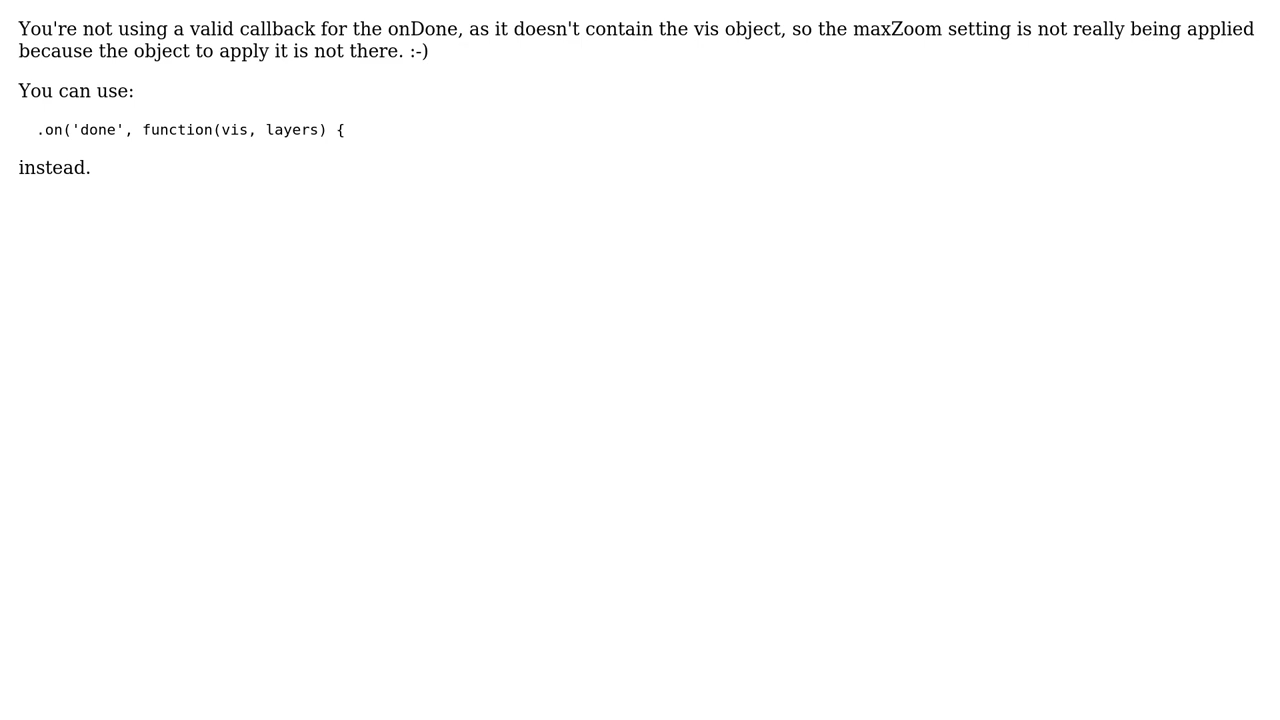 You're not using a valid callback for the onDone, as it doesn't contain the vis object, so the maxZoom setting is not really being applied
because the object to apply it is not there. :-)
You can use:
.on('done', function(vis, layers) {
instead.